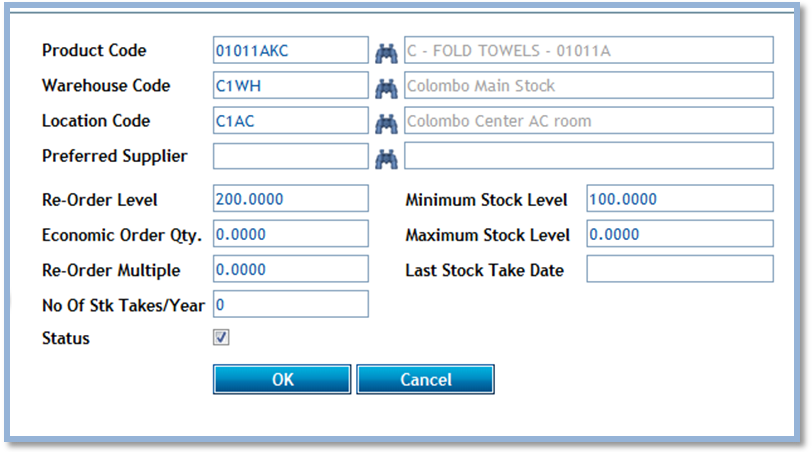 Product Code 01011AKC C - FOLD TOWELS - 01011A
Warehouse Code C1WH Colombo Main Stock
Location Code C1AC Colombo Center AC room
Preferred Supplier
Re-Order Level 200.0000 Minimum Stock Level 100.0000
Economic Order Qty. 0.0000 Maximum Stock Level 0.0000
Re-Order Multiple 0.0000 Last Stock Take Date
No Of Stk Takes/Year 0
Status
OK Cancel